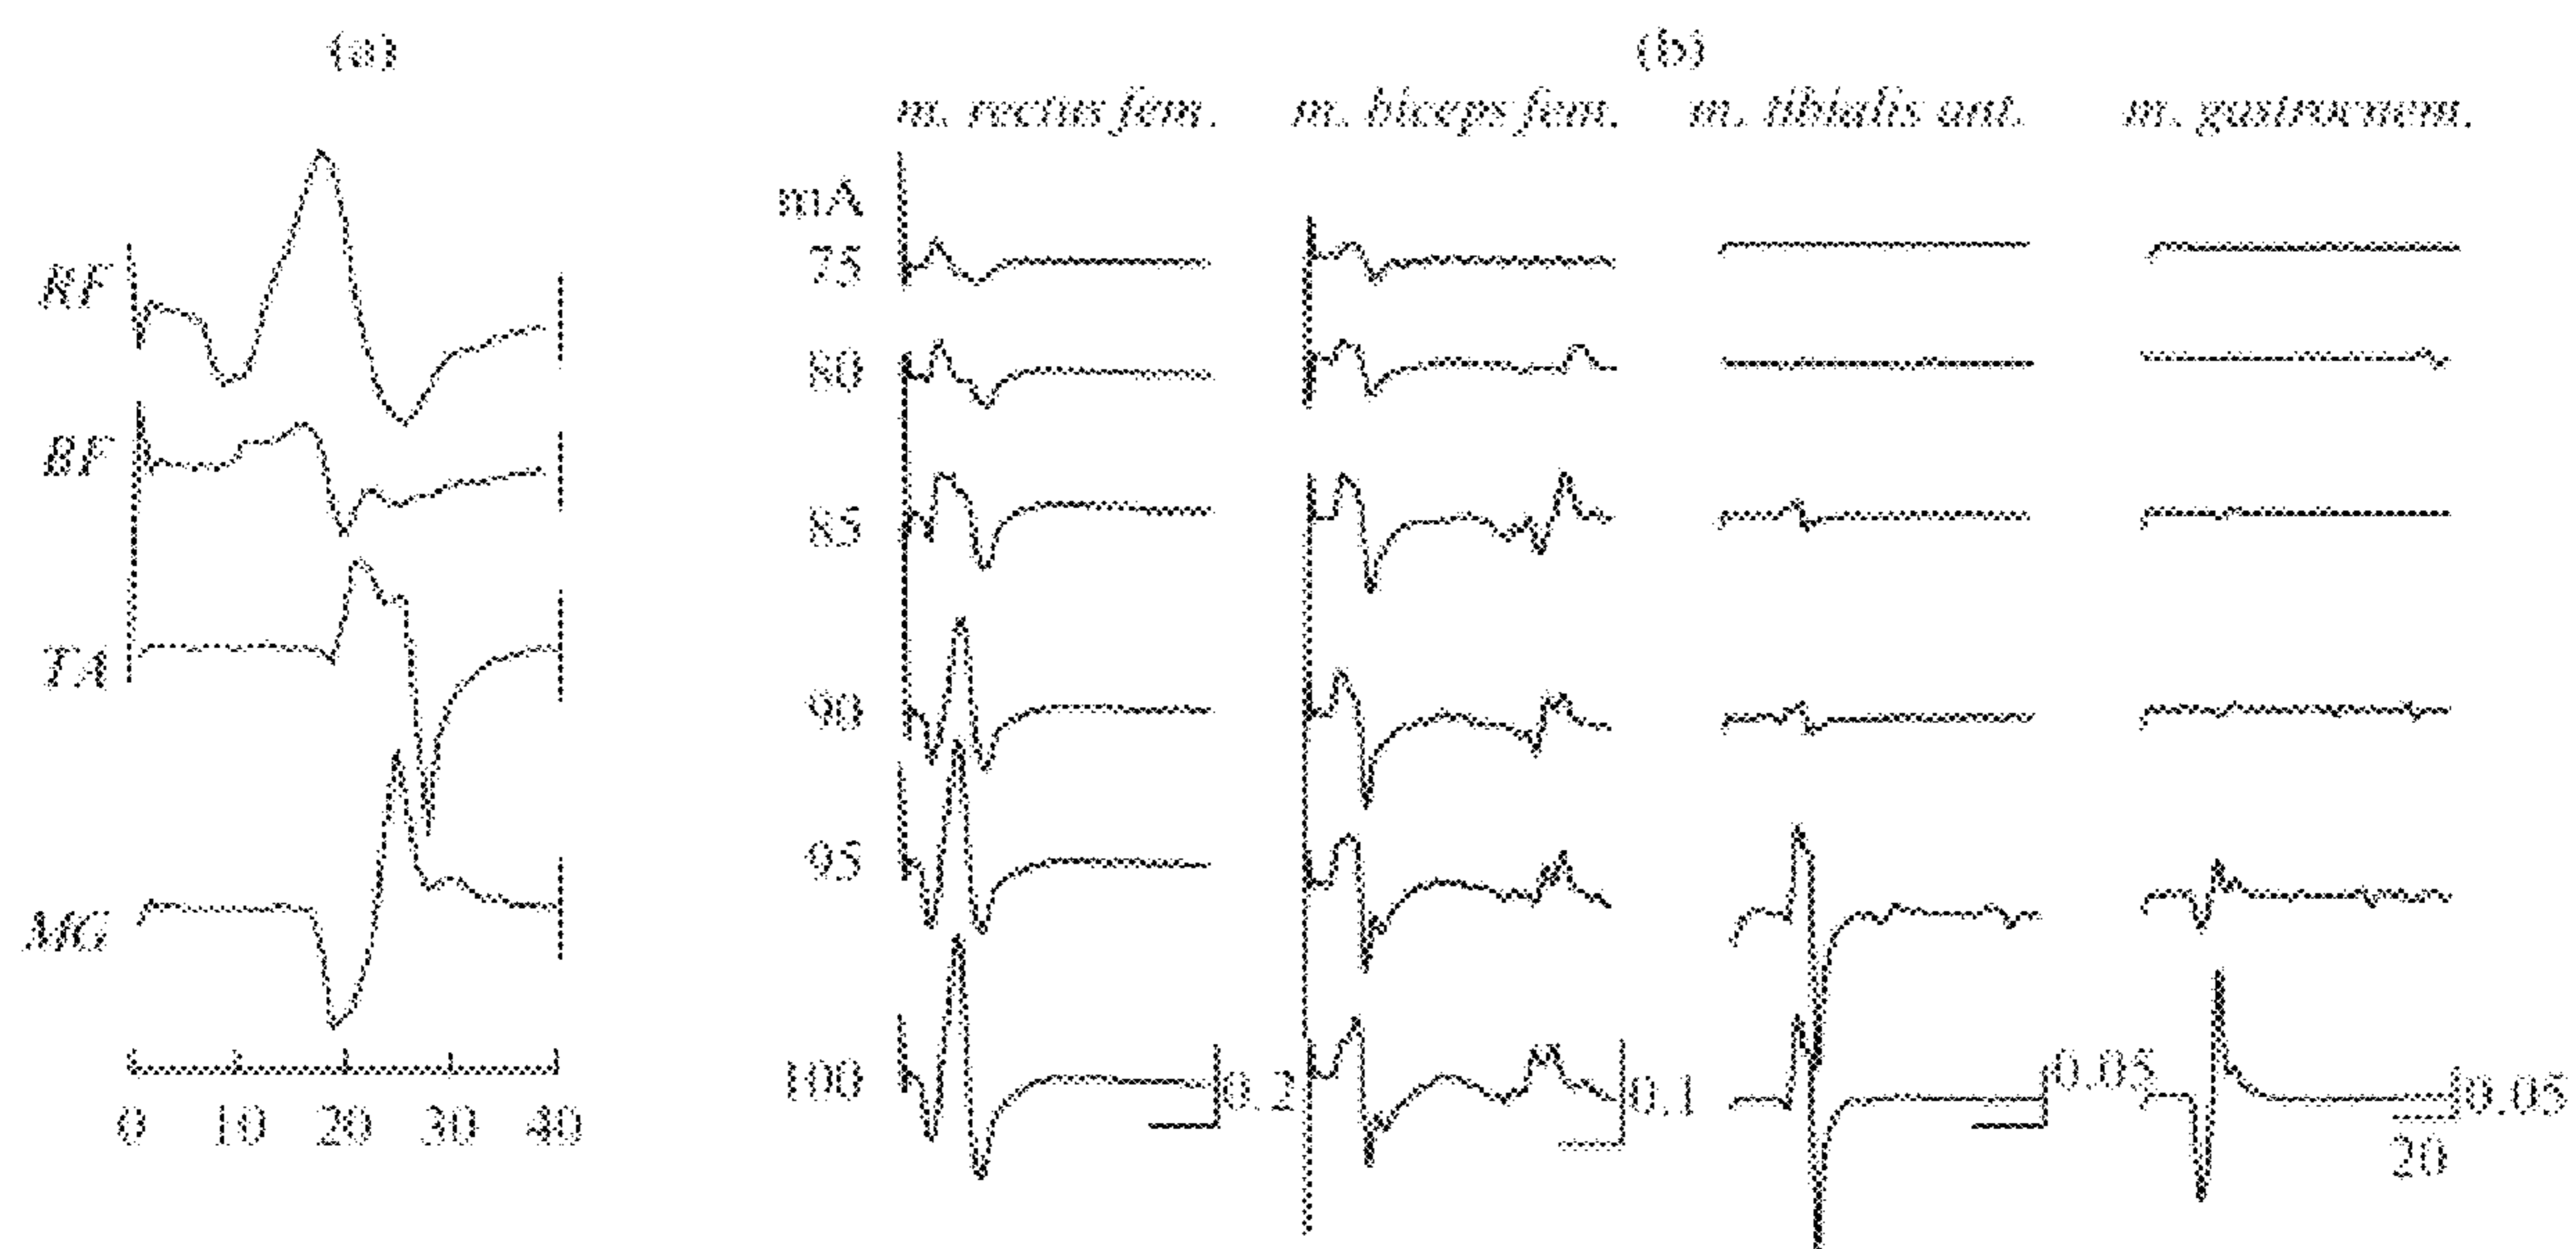 (a)
RF
BF
TA
MG
0 10 20 30 40
(b)
m. rectus fem. m. biceps fem. m. tibialis ant. m. gastrocnem.
mA
75
80
85
90
95
100
0.2 0.1 0.05 0.05
20